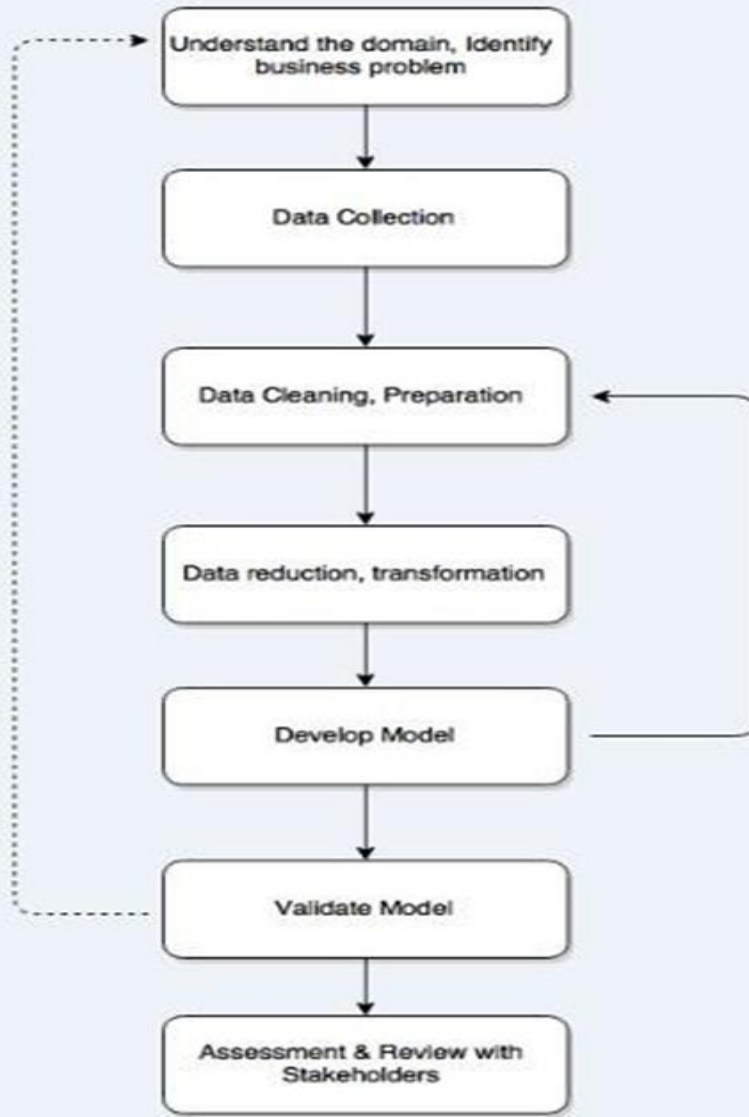 Understand the domain, Identify
business problem
Data Collection
Data Cleaning, Preparation
Data reduction, transformation
Develop Model
Validate Model
Assessment & Review with
Stakeholders